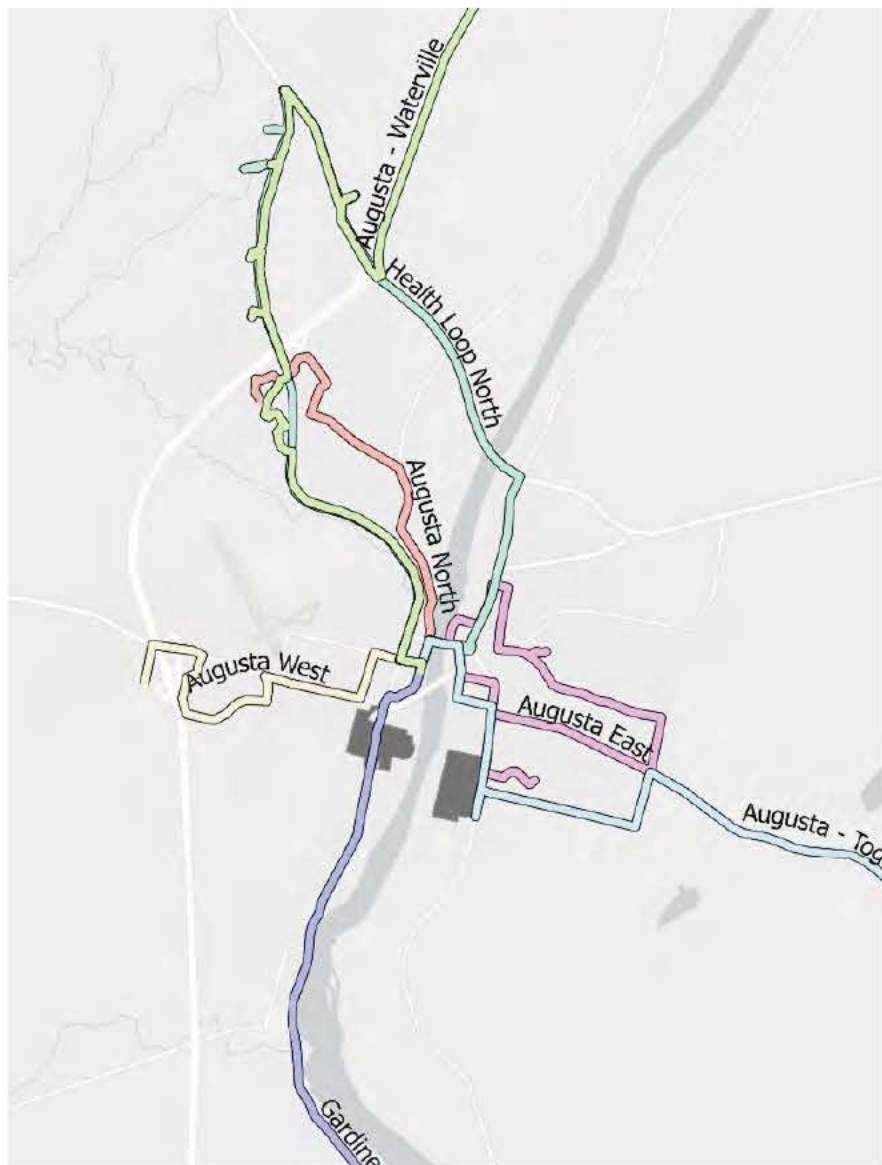 Augusta - Waterville
Health Loop North
Augusta North
Augusta West
Augusta East
Augusta - Tog
Gardine